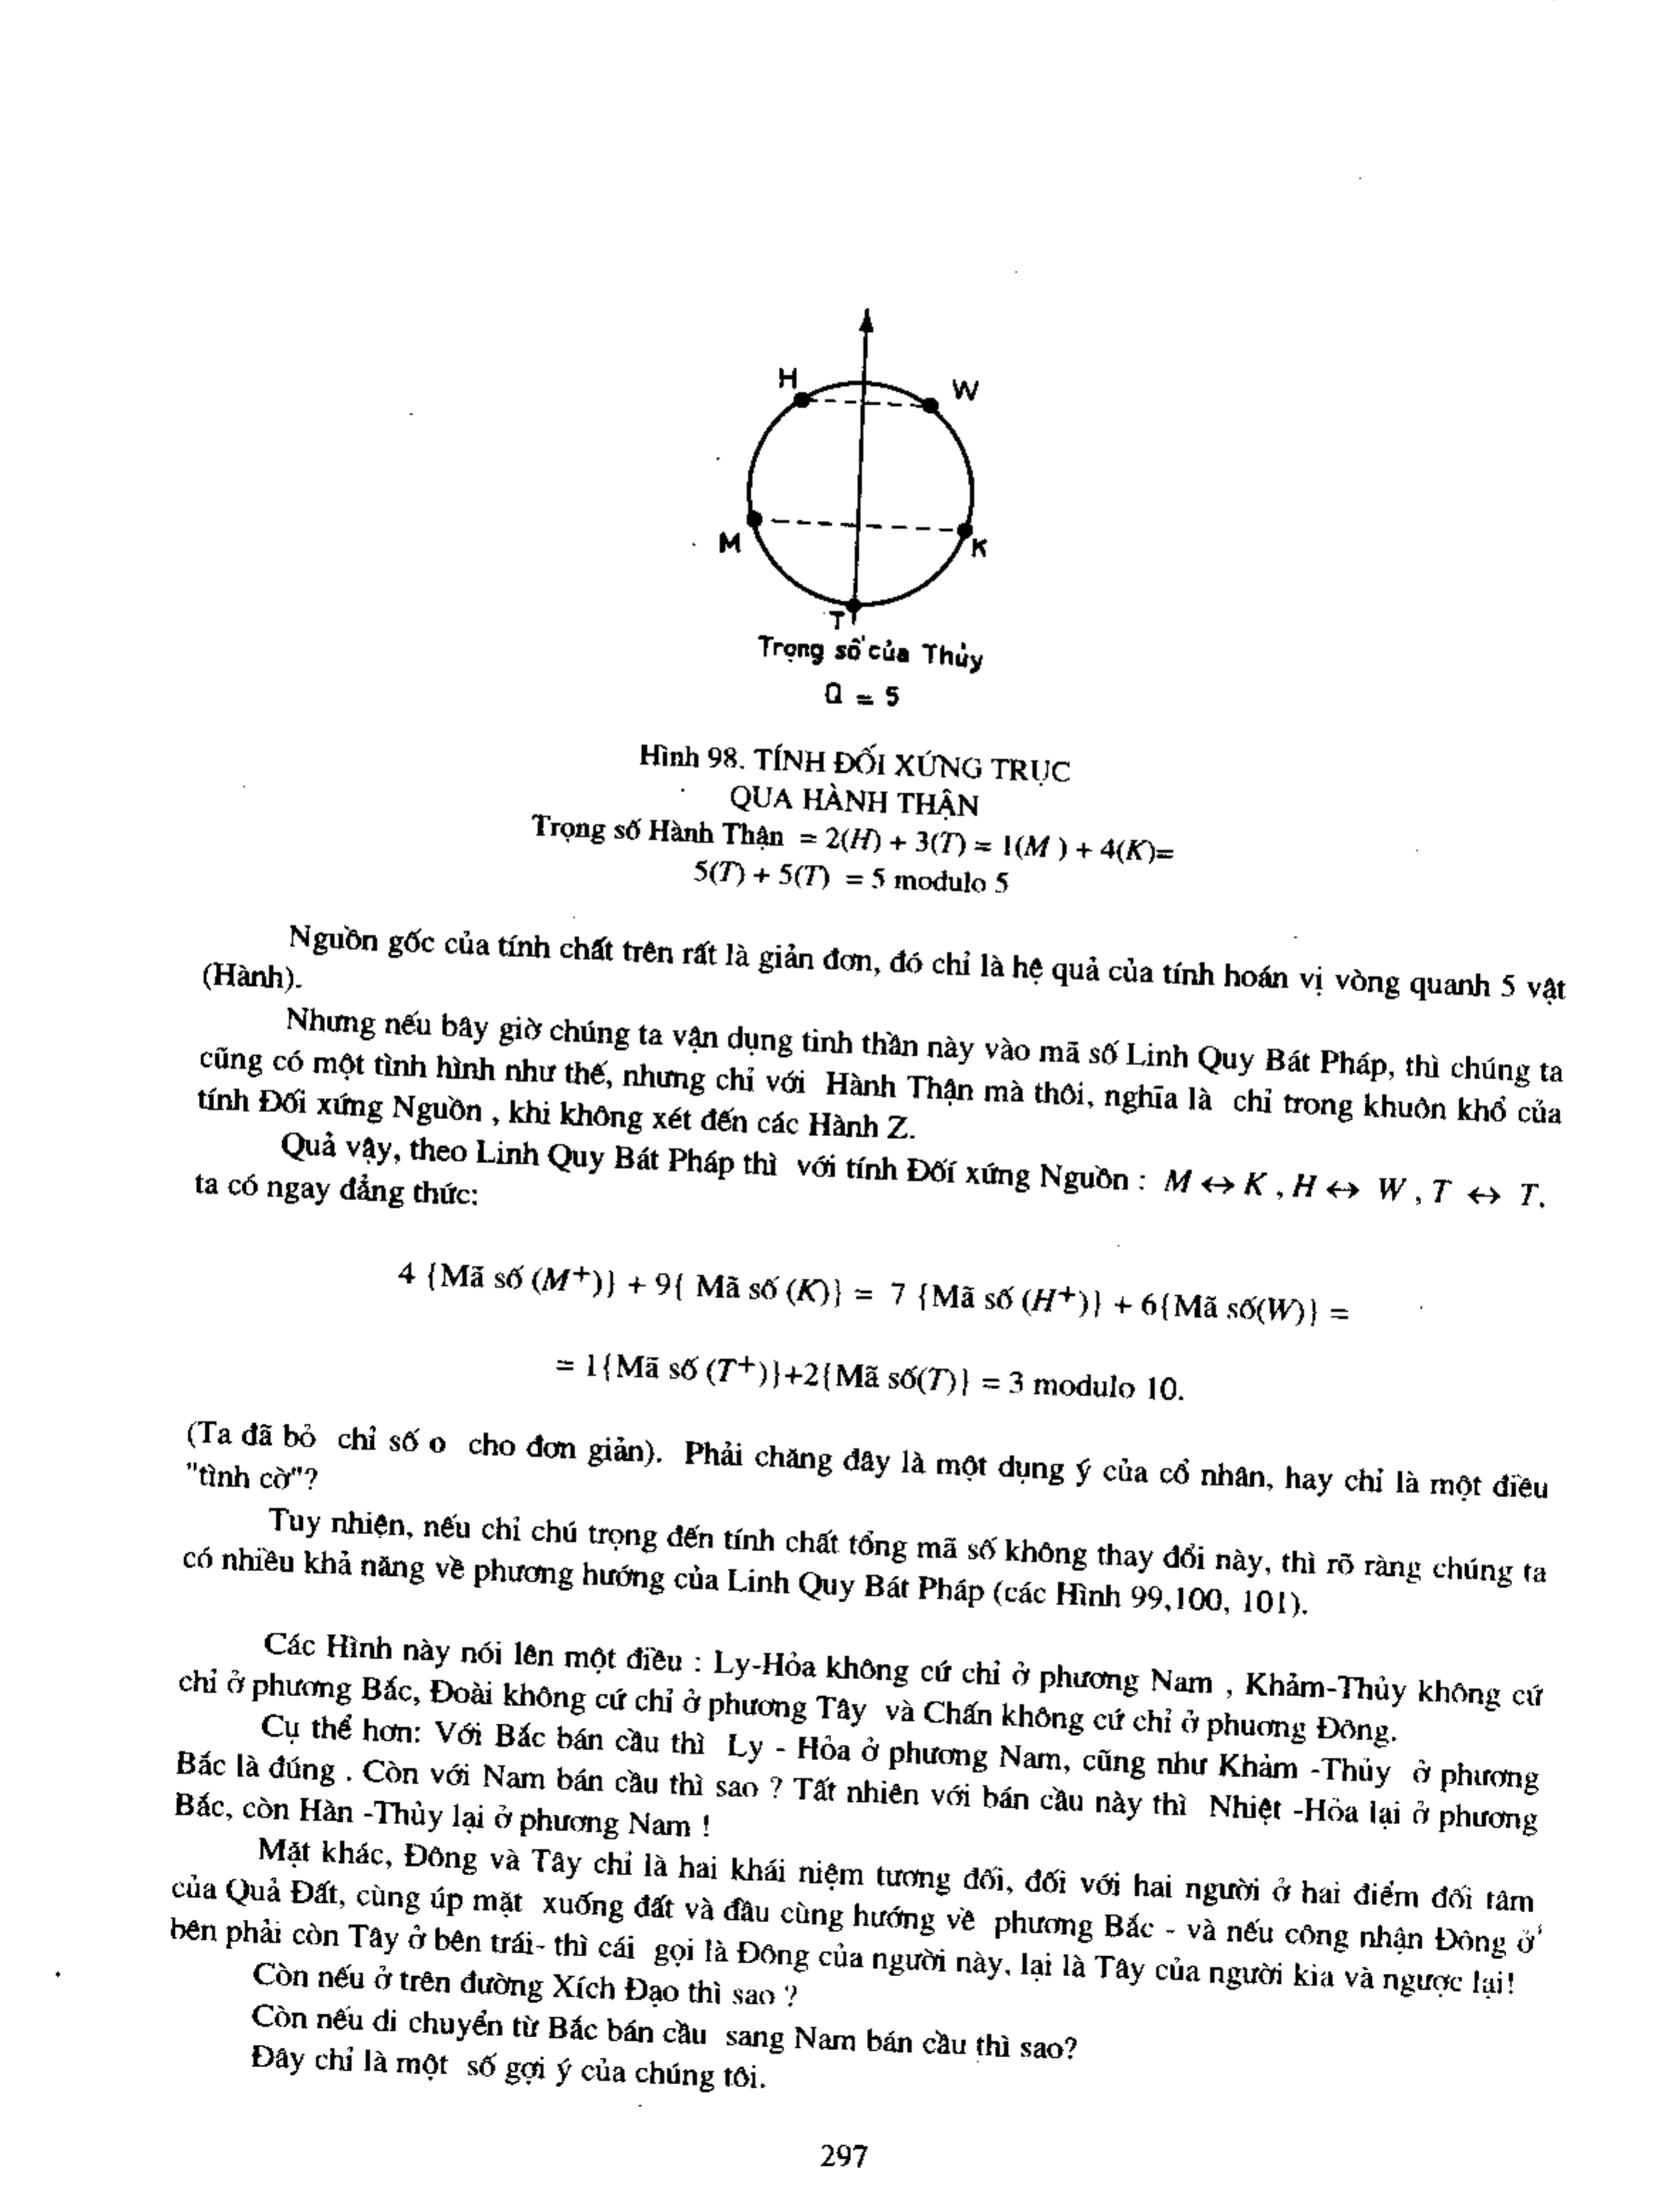 H
W
M
K
T
Trọng số của Thủy
Q = 5
Hình 98. TÍNH ĐỐI XỨNG TRỤC
QUA HÀNH THẬN
Trọng số Hành Thận = 2(H) + 3(T) = 1(M ) + 4(K)=
5(T) + 5(T) = 5 modulo 5
Nguồn gốc của tính chất trên rất là giản đơn, đó chỉ là hệ quả của tính hoán vị vòng quanh 5 vật
(Hành).
Nhưng nếu bây giờ chúng ta vận dụng tinh thần này vào mã số Linh Quy Bát Pháp, thì chúng ta
cũng có một tình hình như thế, nhưng chỉ với Hành Thận mà thôi, nghĩa là chỉ trong khuôn khổ của
tính Đối xứng Nguồn , khi không xét đến các Hành Z.
Quả vậy, theo Linh Quy Bát Pháp thì với tính Đối xứng Nguồn : M ↔ K , H ↔ W , T ↔ T.
ta có ngay đẳng thức:
4 {Mã số (M⁺)} + 9{ Mã số (K)} = 7 {Mã số (H⁺)} + 6{Mã số(W)} =
= 1{Mã số (T⁺)}+2{Mã số(T)} = 3 modulo 10.
(Ta đã bỏ chỉ số o cho đơn giản). Phải chăng đây là một dụng ý của cổ nhân, hay chỉ là một điều
"tình cờ"?
Tuy nhiên, nếu chỉ chú trọng đến tính chất tổng mã số không thay đổi này, thì rõ ràng chúng ta
có nhiều khả năng về phương hướng của Linh Quy Bát Pháp (các Hình 99,100, 101).
Các Hình này nói lên một điều : Ly-Hỏa không cứ chỉ ở phương Nam , Khảm-Thủy không cứ
chỉ ở phương Bắc, Đoài không cứ chỉ ở phương Tây và Chấn không cứ chỉ ở phương Đông.
Cụ thể hơn: Với Bắc bán cầu thì Ly - Hỏa ở phương Nam, cũng như Khảm -Thủy ở phương
Bắc là đúng . Còn với Nam bán cầu thì sao ? Tất nhiên với bán cầu này thì Nhiệt -Hỏa lại ở phương
Bắc, còn Hàn -Thủy lại ở phương Nam !
Mặt khác, Đông và Tây chỉ là hai khái niệm tương đối, đối với hai người ở hai điểm đối tâm
của Quả Đất, cùng úp mặt xuống đất và đầu cùng hướng về phương Bắc - và nếu công nhận Đông ở
bên phải còn Tây ở bên trái- thì cái gọi là Đông của người này, lại là Tây của người kia và ngược lại!
Còn nếu ở trên đường Xích Đạo thì sao ?
Còn nếu di chuyển từ Bắc bán cầu sang Nam bán cầu thì sao?
Đây chỉ là một số gợi ý của chúng tôi.
297